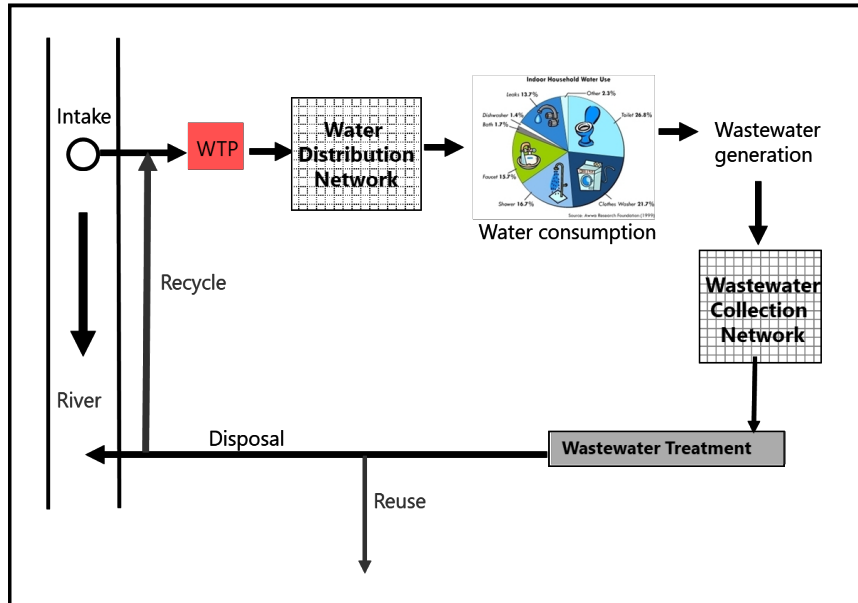 Intake
WTP
Water
Distribution
Network
Indoor Household Water Use
Leaks 13.7%
Other 2.3%
Dishwasher 1.4%
Bath 1.7%
Toilet 26.8%
Faucet 15.7%
Shower 16.7%
Clothes Washer 21.7%
Source: Awwa Research Foundation (1999)
Water consumption
Wastewater
generation
Recycle
Wastewater
Collection
Network
River
Disposal
Wastewater Treatment
Reuse